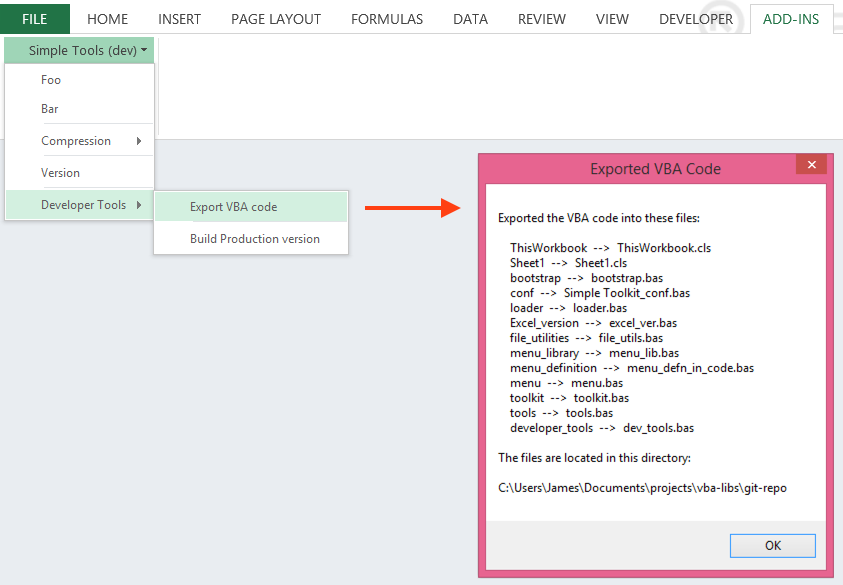 FILE HOME INSERT PAGE LAYOUT FORMULAS DATA REVIEW VIEW DEVELOPER ADD-INS
Simple Tools (dev)
Foo
Bar
Compression
Version
Developer Tools
Export VBA code
Build Production version
Exported VBA Code
Exported the VBA code into these files:
ThisWorkbook --> ThisWorkbook.cls
Sheet1 --> Sheet1.cls
bootstrap --> bootstrap.bas
conf --> Simple Toolkit_conf.bas
loader --> loader.bas
Excel_version --> excel_ver.bas
file_utilities --> file_utils.bas
menu_library --> menu_lib.bas
menu_definition --> menu_defn_in_code.bas
menu --> menu.bas
toolkit --> toolkit.bas
tools --> tools.bas
developer_tools --> dev_tools.bas
The files are located in this directory:
C:\Users\James\Documents\projects\vba-libs\git-repo
OK